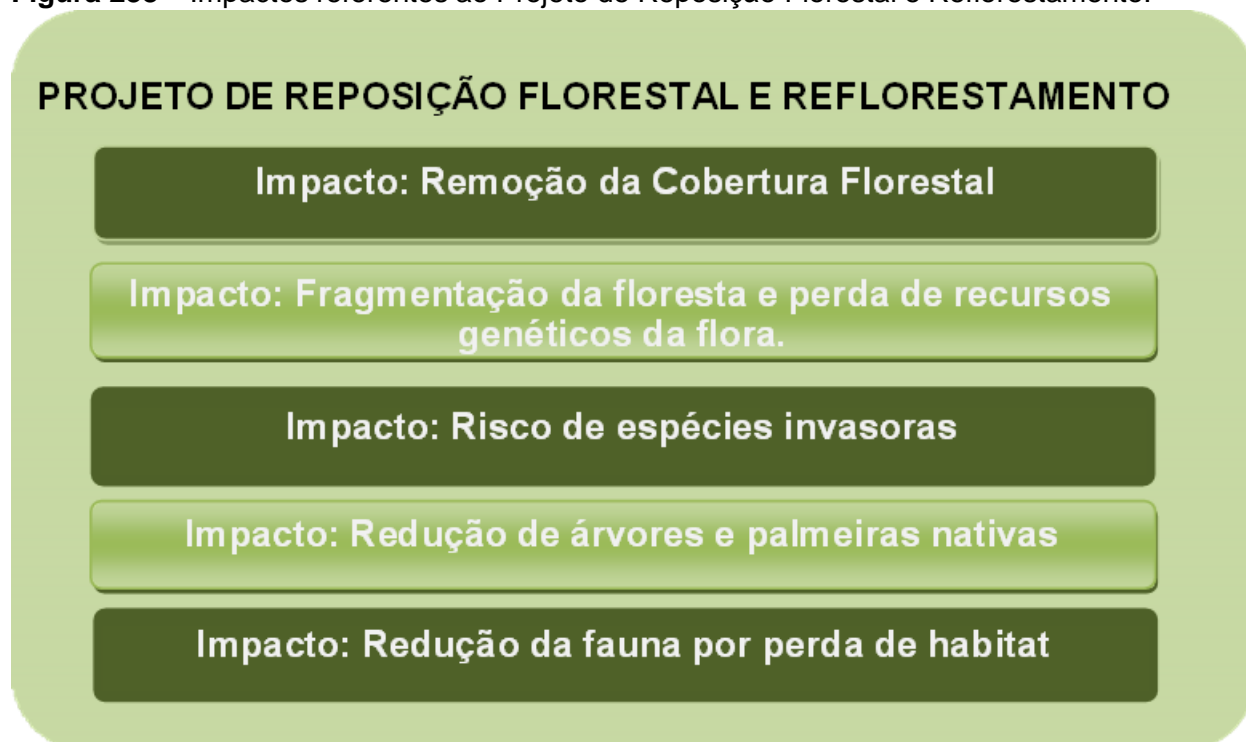 Impactos referentes ao Projeto de Reposição Florestal e Reflorestamento.
PROJETO DE REPOSIÇÃO FLORESTAL E REFLORESTAMENTO
Impacto: Remoção da Cobertura Florestal
Impacto: Fragmentação da floresta e perda de recursos
genéticos da flora.
Impacto: Risco de espécies invasoras
Impacto: Redução de árvores e palmeiras nativas
Impacto: Redução da fauna por perda de habitat